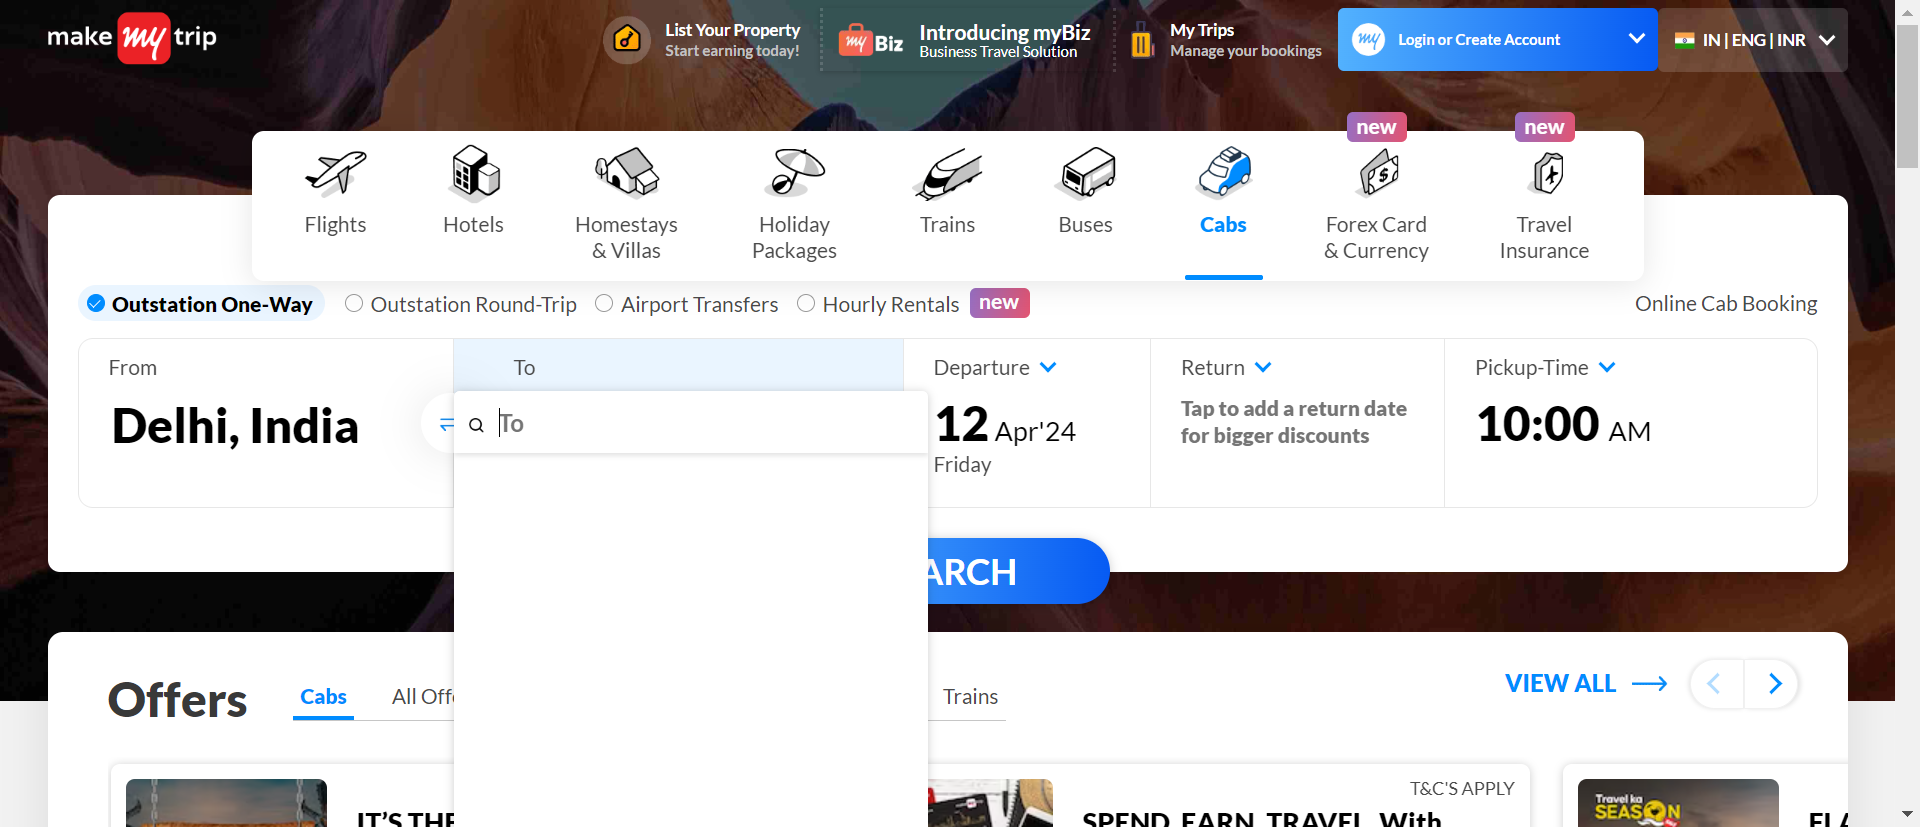 make my trip
List Your Property
Start earning today!
my Biz
Introducing myBiz
Business Travel Solution
My Trips
Manage your bookings
my
Login or Create Account
IN | ENG | INR
new
new
Flights
Hotels
Homestays
& Villas
Holiday
Packages
Trains
Buses
Cabs
Forex Card
& Currency
Travel
Insurance
Outstation One-Way
Outstation Round-Trip
Airport Transfers
Hourly Rentals
new
Online Cab Booking
From
Delhi, India
To
To
Departure
12 Apr'24
Friday
Return
Tap to add a return date
for bigger discounts
Pickup-Time
10:00 AM
ARCH
Offers
Cabs
All Off
Trains
VIEW ALL
T&C'S APPLY
IT'S THE
SPEND, EARN, TRAVEL. With
Travel ka
SEASON